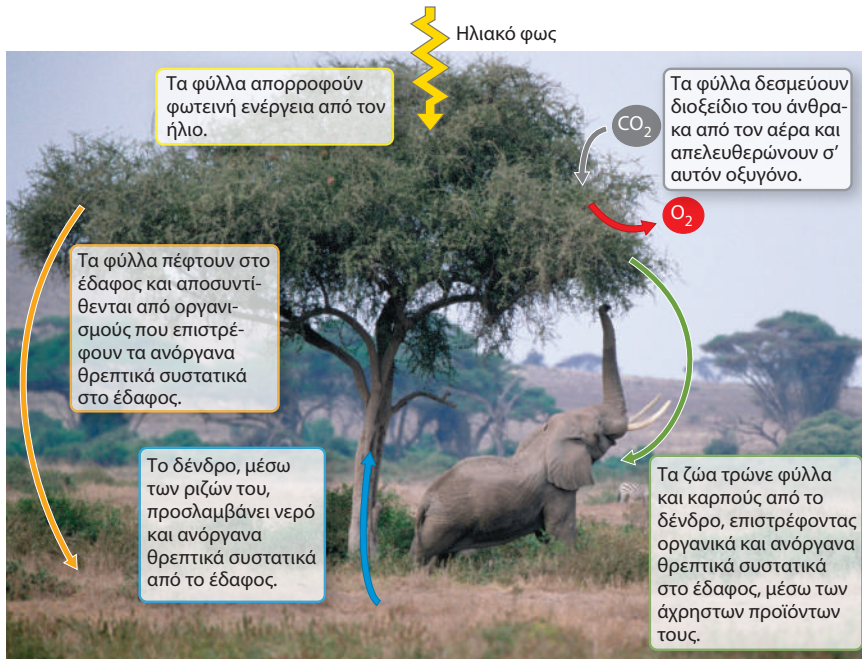 Ηλιακό φως
Τα φύλλα απορροφούν
φωτεινή ενέργεια από τον
ήλιο.
CO2
Τα φύλλα δεσμεύουν
διοξείδιο του άνθρα-
κα από τον αέρα και
απελευθερώνουν σ’
αυτόν οξυγόνο.
O2
Τα φύλλα πέφτουν στο
έδαφος και αποσυντί-
θενται από οργανι-
σμούς που επιστρέ-
φουν τα ανόργανα
θρεπτικά συστατικά
στο έδαφος.
Το δένδρο, μέσω
των ριζών του,
προσλαμβάνει νερό
και ανόργανα
θρεπτικά συστατικά
από το έδαφος.
Τα ζώα τρώνε φύλλα
και καρπούς από το
δένδρο, επιστρέφοντας
οργανικά και ανόργανα
θρεπτικά συστατικά
στο έδαφος, μέσω των
άχρηστων προϊόντων
τους.